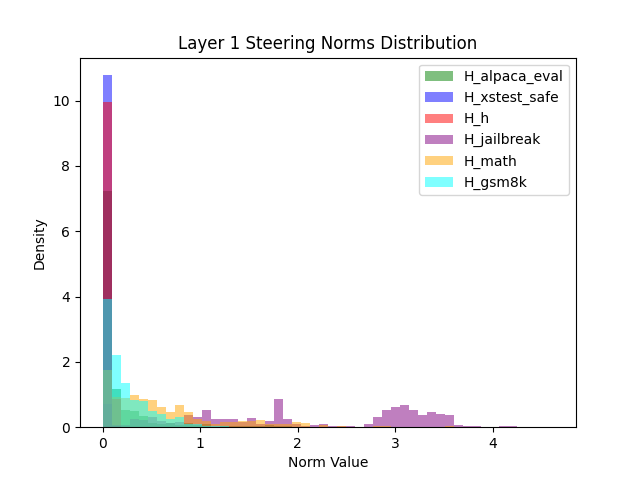 Layer 1 Steering Norms Distribution
H_alpaca_eval
H_xstest_safe
H_h
H_jailbreak
H_math
H_gsm8k
Density
10
8
6
4
2
0
0
1
2
3
4
Norm Value